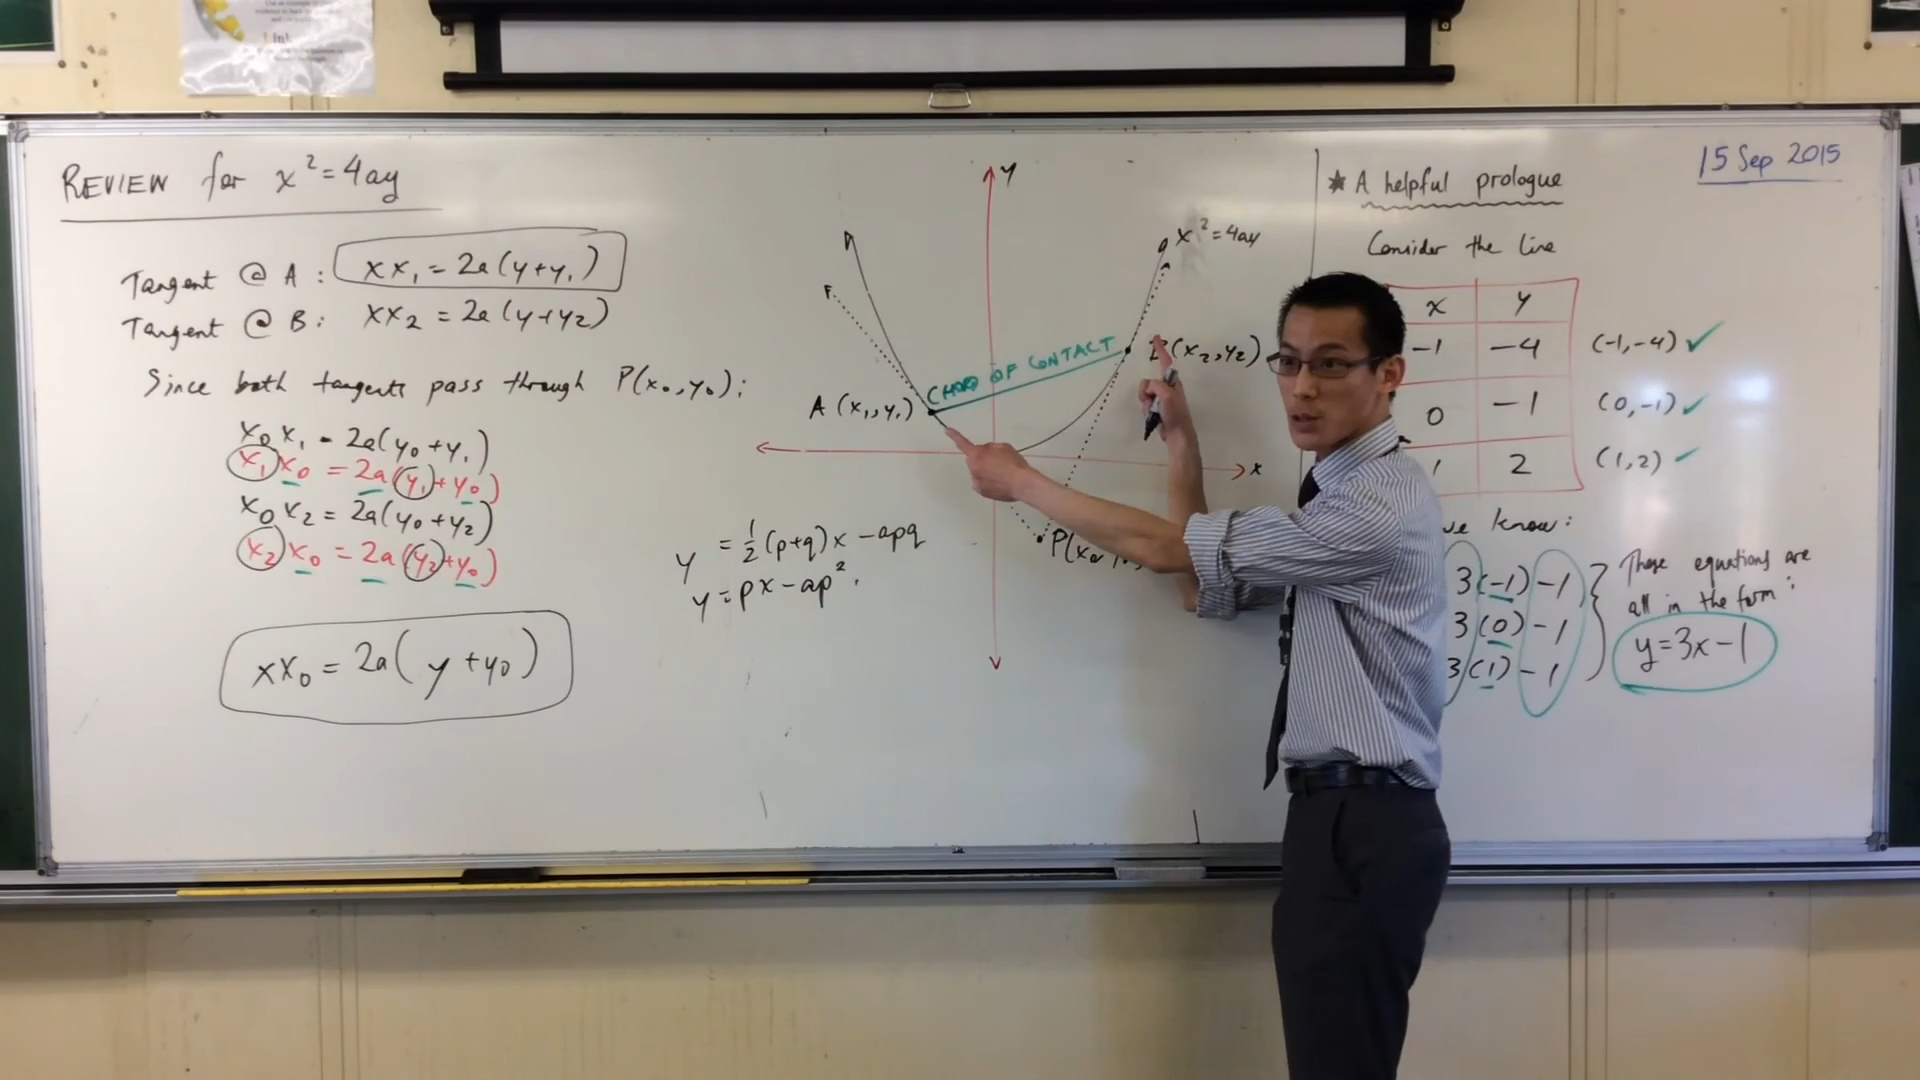 REVIEW for x² = 4ay
Tangent @ A : xx₁ = 2a(y+y₁)
Tangent @ B : xx₂ = 2a(y+y₂)
Since both tangents pass through P(x₀,y₀):
x₀x₁ = 2a(y₀+y₁)
x₁x₀ = 2a(y₁+y₀)
x₀x₂ = 2a(y₀+y₂)
x₂x₀ = 2a(y₂+y₀)
xx₀ = 2a(y+y₀)
y
x² = 4ay
CHORD OF CONTACT
(x₂,y₂)
A(x₁,y₁)
x
P(x₀
y = ½(p+q)x - apq
y = px - ap²
15 Sep 2015
★ A helpful prologue
Consider the line
x y
-1 -4 (-1,-4) ✓
0 -1 (0,-1) ✓
1 2 (1,2) ✓
know:
3(-1)-1
3(0)-1
3(1)-1
These equations are
all in the form:
y=3x-1